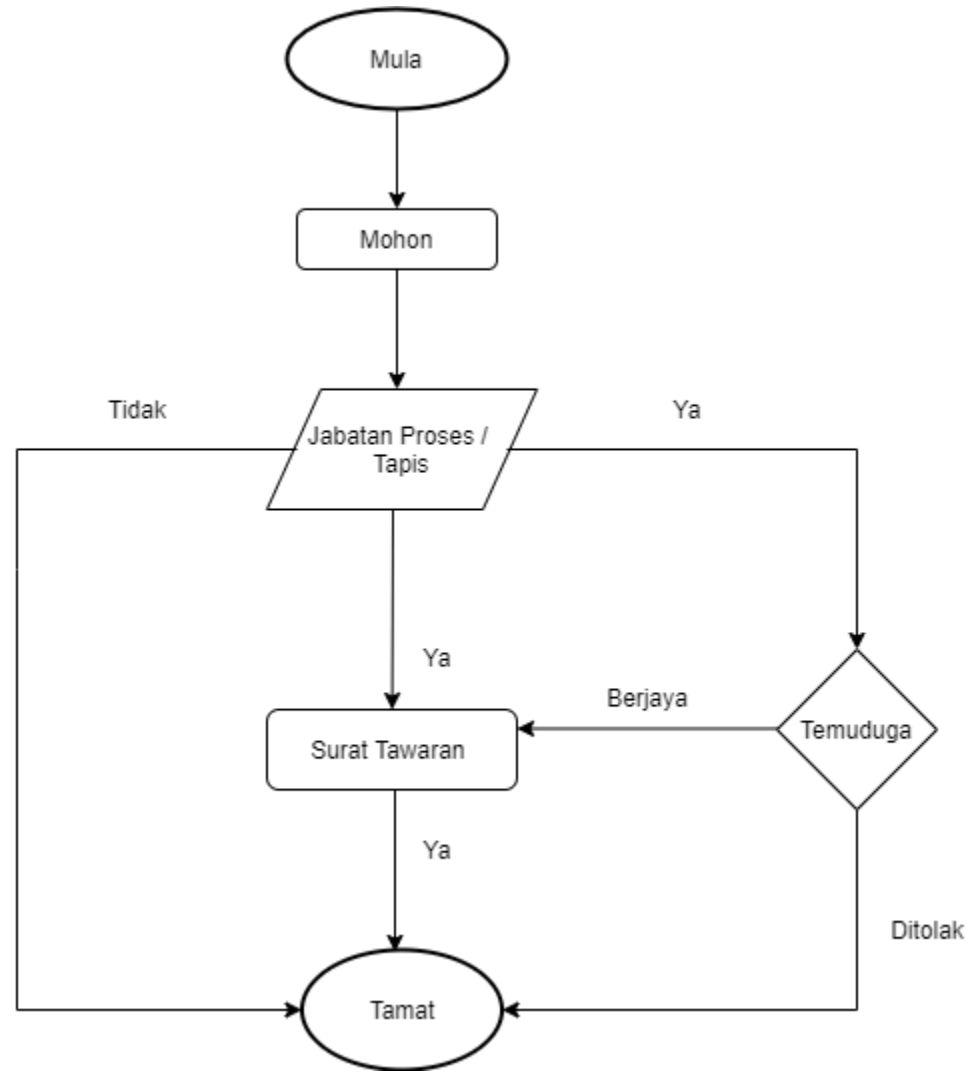 Mula
Mohon
Tidak
Ya
Jabatan Proses /
Tapis
Ya
Berjaya
Temuduga
Surat Tawaran
Ya
Ditolak
Tamat